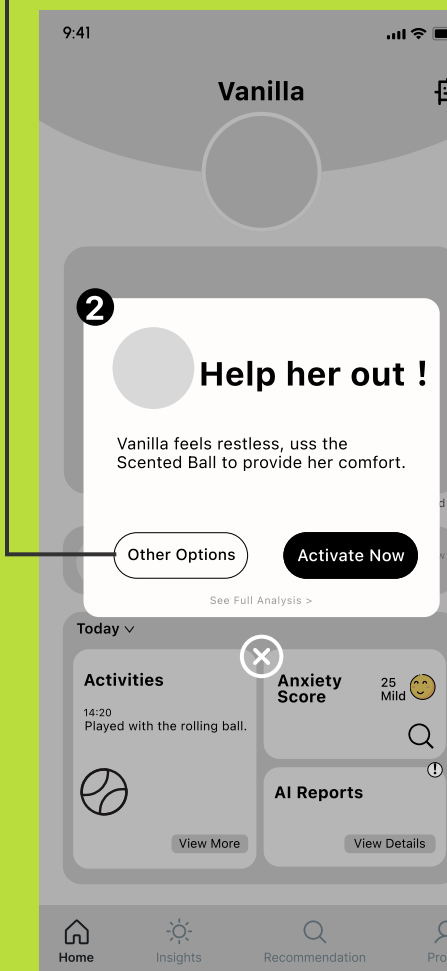 9:41
Vanilla
2
Help her out !
Vanilla feels restless, uss the
Scented Ball to provide her comfort.
Other Options
Activate Now
See Full Analysis >
Today
Activities
14:20
Played with the rolling ball.
View More
Anxiety
Score
25
Mild
AI Reports
View Details
Home
Insights
Recommendation